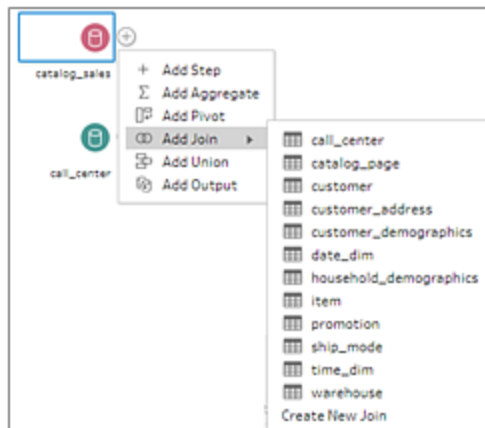 catalog_sales
call_center
Add Step
Add Aggregate
Add Pivot
Add Join
Add Union
Add Output
call_center
catalog_page
customer
customer_address
customer_demographics
date_dim
household_demographics
item
promotion
ship_mode
time_dim
warehouse
Create New Join